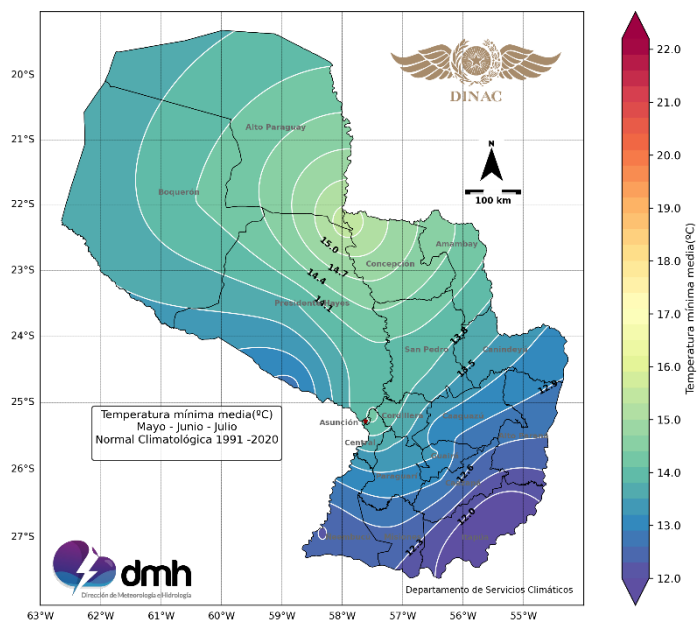 DINAC
N
100 km
20°S
21°S
22°S
23°S
24°S
25°S
26°S
27°S
63°W
62°W
61°W
60°W
59°W
58°W
57°W
56°W
55°W
Alto Paraguay
Boquerón
Amambay
Concepción
Presidente Hayes
San Pedro
Canindeyú
Asunción
Cordillera
Central
Paraguarí
15.0
14.7
14.4
14.1
13.5
12.9
12.6
12.0
Temperatura mínima media(ºC)
Mayo - Junio - Julio
Normal Climatológica 1991 -2020
dmh
Dirección de Meteorología e Hidrología
Departamento de Servicios Climáticos
22.0
21.0
20.0
19.0
18.0
17.0
16.0
15.0
14.0
13.0
12.0
Temperatura mínima media(ºC)